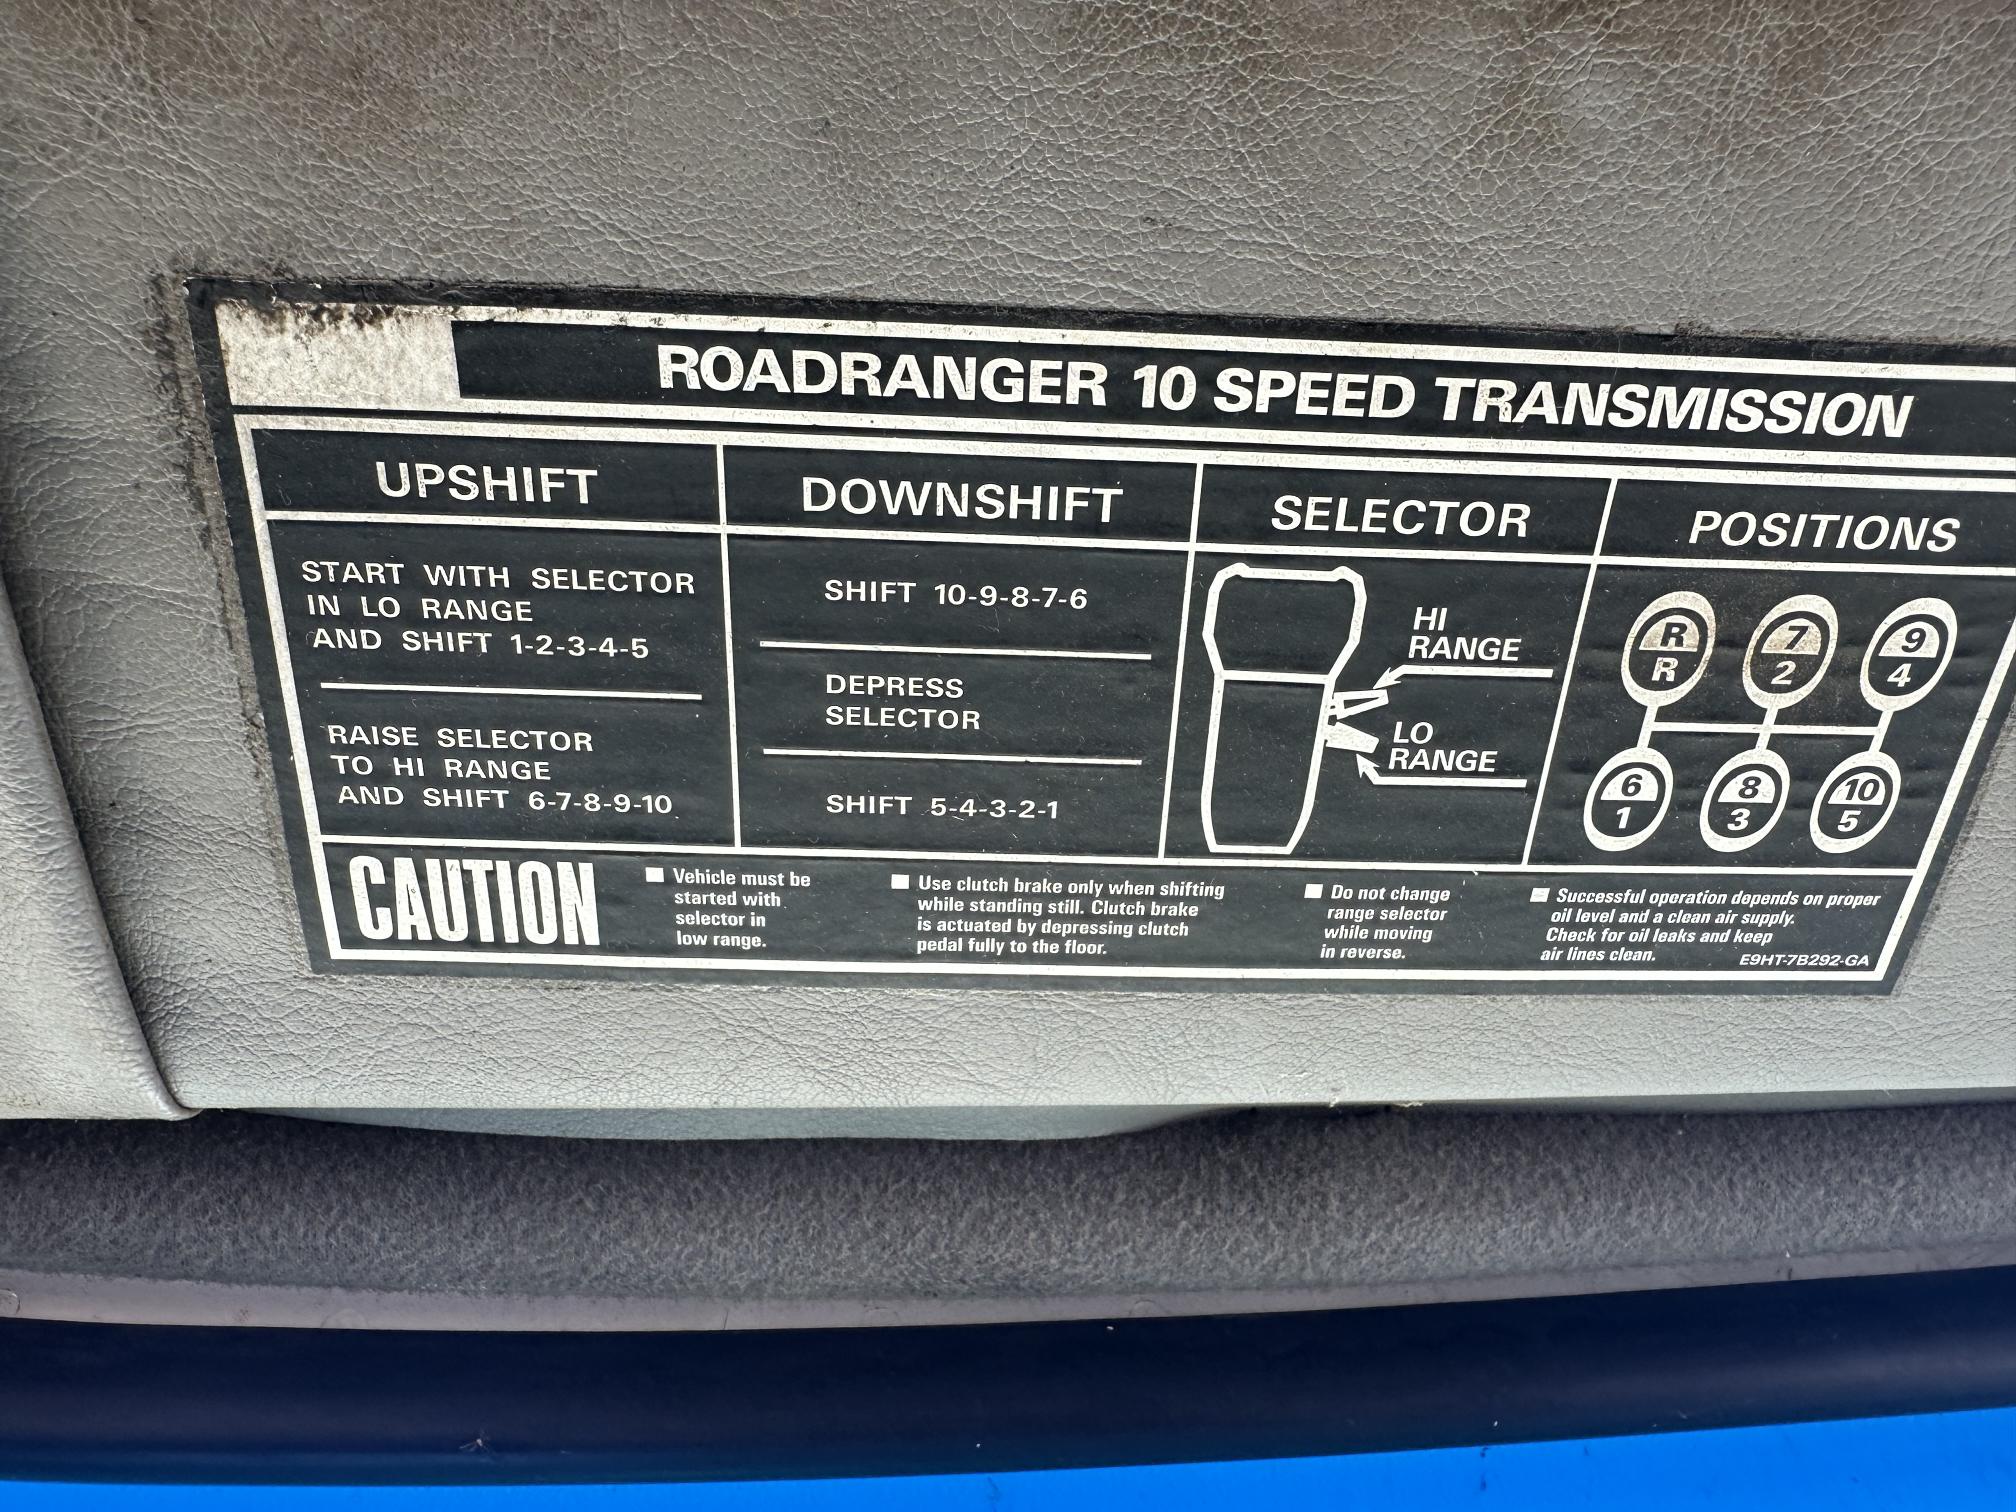 ROADRANGER 10 SPEED TRANSMISSION
UPSHIFT
START WITH SELECTOR
IN LO RANGE
AND SHIFT 1-2-3-4-5
RAISE SELECTOR
TO HI RANGE
AND SHIFT 6-7-8-9-10
DOWNSHIFT
SHIFT 10-9-8-7-6
DEPRESS
SELECTOR
SHIFT 5-4-3-2-1
SELECTOR
HI
RANGE
LO
RANGE
POSITIONS
R 7 9
R 2 4
6 8 10
1 3 5
CAUTION
Vehicle must be
started with
selector in
low range.
Use clutch brake only when shifting
while standing still. Clutch brake
is actuated by depressing clutch
pedal fully to the floor.
Do not change
range selector
while moving
in reverse.
Successful operation depends on proper
oil level and a clean air supply.
Check for oil leaks and keep
air lines clean.
E9HT-7B292-GA